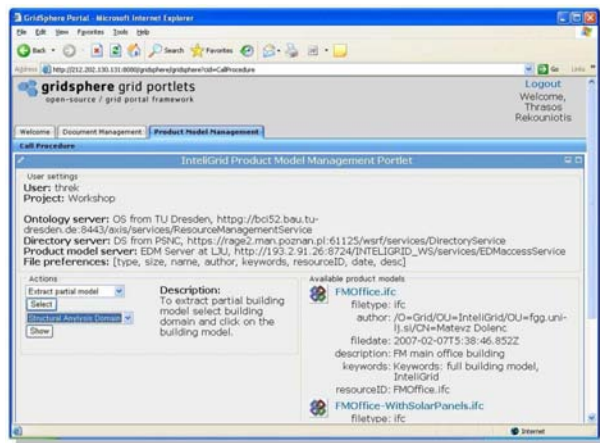 GridSphere Portal - Microsoft Internet Explorer
File Edit View Favorites Tools Help
Back Search Favorites
Address http://212.202.130.131:8080/gridsphere/gridsphere?cid=CallProcedure Go Links
gridsphere grid portlets
open-source / grid portal framework
Logout
Welcome,
Thrasos
Rekouniotis
Welcome Document Management Product Model Management
Call Procedure
InteliGrid Product Model Management Portlet
User settings
User: threk
Project: Workshop
Ontology server: OS from TU Dresden, httpg://bci52.bau.tu-
dresden.de:8443/axis/services/ResourceManagementService
Directory server: DS from PSNC, https://rage2.man.poznan.pl:61125/wsrf/services/DirectoryService
Product model server: EDM Server at LJU, http://193.2.91.26:8724/INTELIGRID_WS/services/EDMaccessService
File preferences: [type, size, name, author, keywords, resourceID, date, desc]
Actions
Extract partial model
Select
Structural Anylysis Domain
Show
Description:
To extract partial building
model select building
domain and click on the
building model.
Available product models
FMOffice.ifc
filetype: ifc
author: /O=Grid/OU=InteliGrid/OU=fgg.uni-
lj.si/CN=Matevz Dolenc
filedate: 2007-02-07T5:38:46.852Z
description: FM main office building
keywords: Keywords: full building model,
InteliGrid
resourceID: FMOffice.ifc
FMOffice-WithSolarPanels.ifc
filetype: ifc
Internet